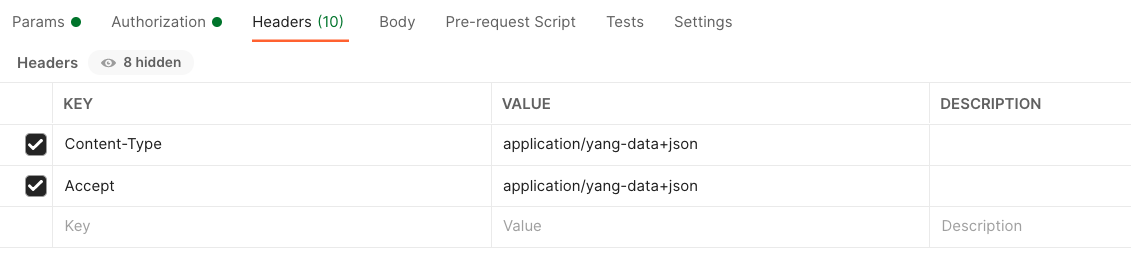 Params Authorization Headers (10) Body Pre-request Script Tests Settings
Headers 8 hidden
KEY VALUE DESCRIPTION
Content-Type application/yang-data+json
Accept application/yang-data+json
Key Value Description